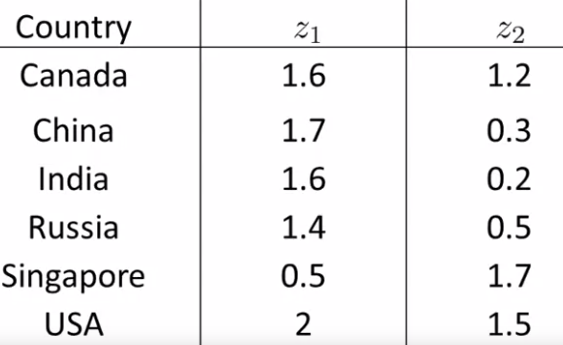 Country z₁ z₂
Canada 1.6 1.2
China 1.7 0.3
India 1.6 0.2
Russia 1.4 0.5
Singapore 0.5 1.7
USA 2 1.5